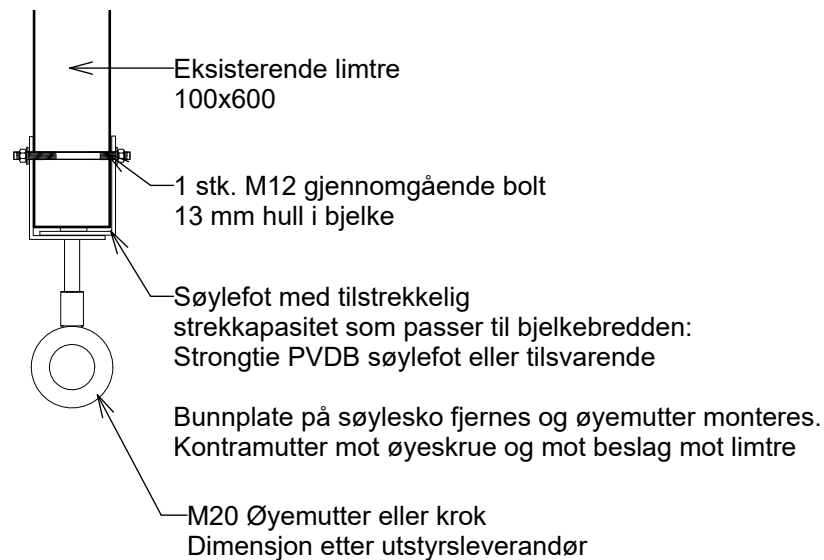 Eksisterende limtre
100x600
1 stk. M12 gjennomgående bolt
13 mm hull i bjelke
Søylefot med tilstrekkelig
strekkapasitet som passer til bjelkebredden:
Strongtie PVDB søylefot eller tilsvarende
Bunnplate på søylesko fjernes og øyemutter monteres.
Kontramutter mot øyeskrue og mot beslag mot limtre
M20 Øyemutter eller krok
Dimensjon etter utstyrsleverandør